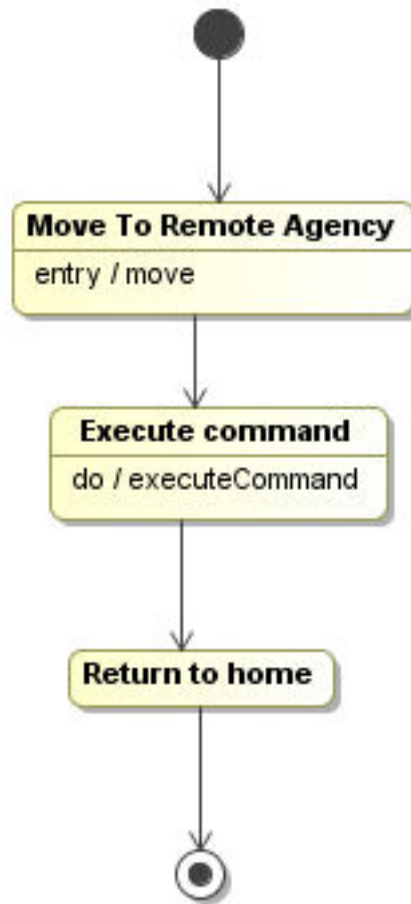 Move To Remote Agency
entry / move
Execute command
do / executeCommand
Return to home